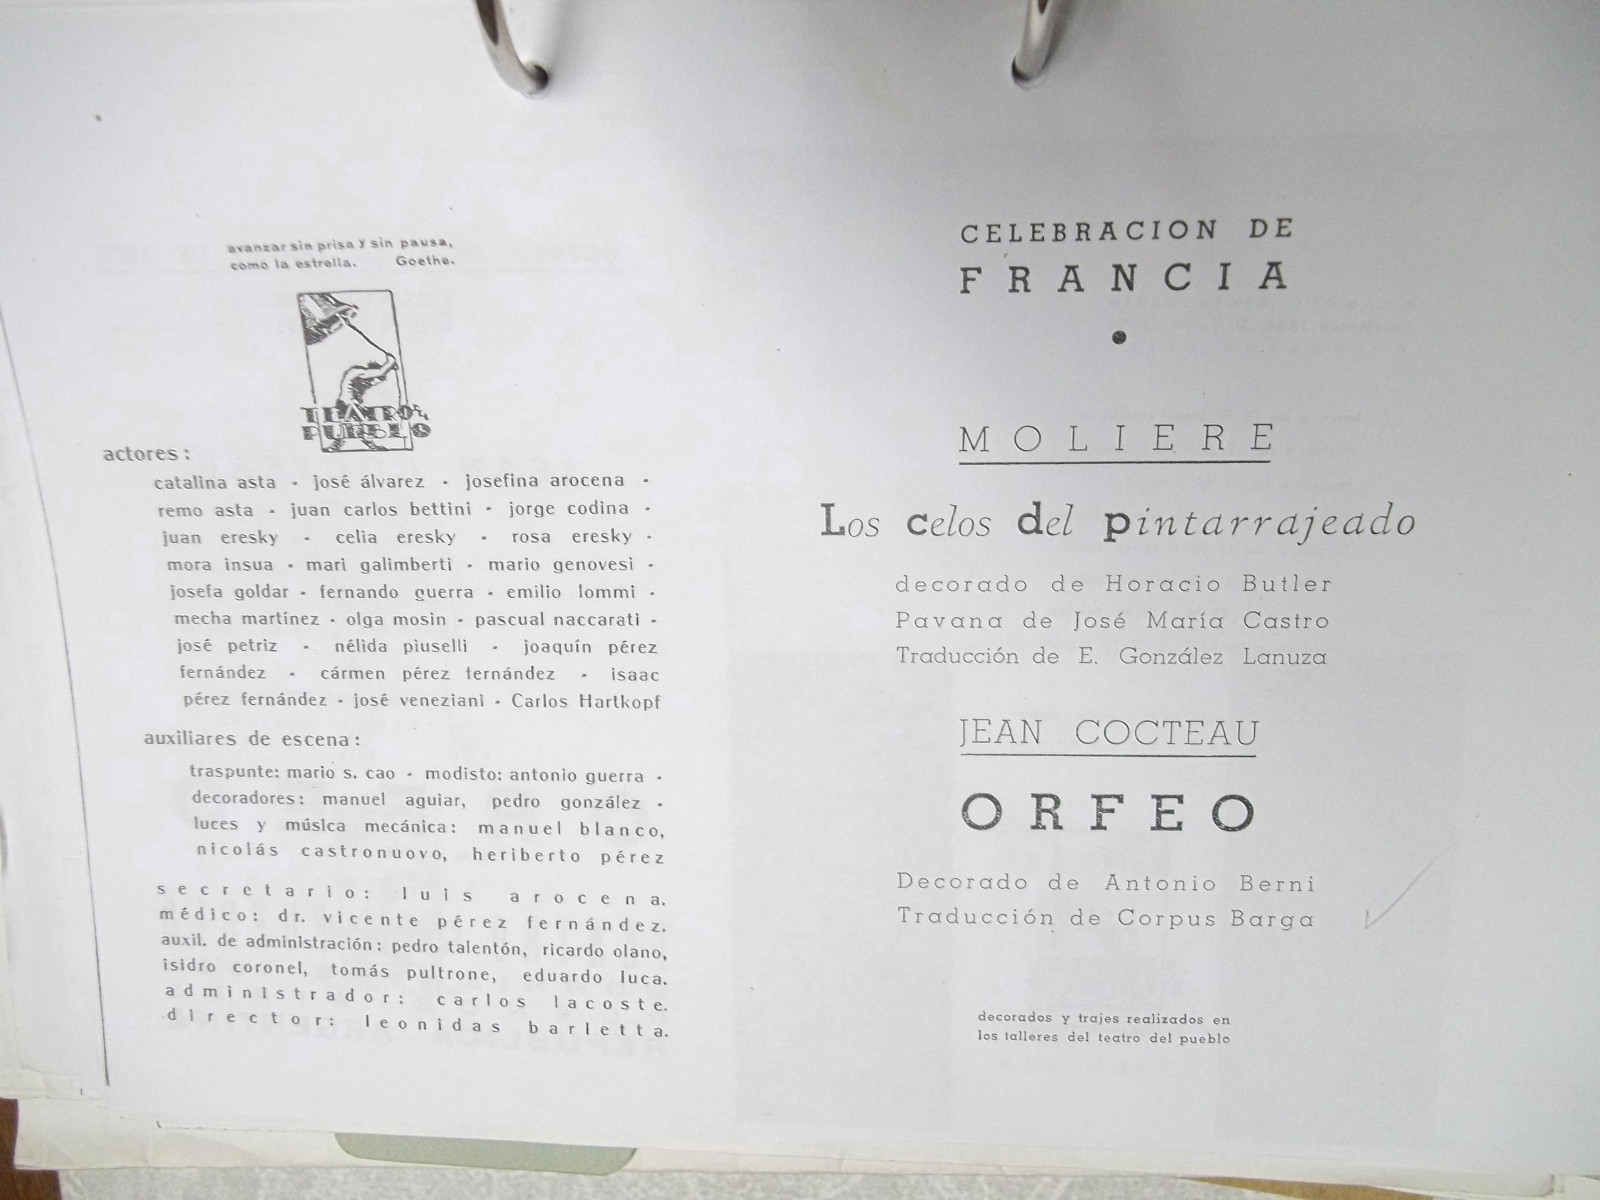 avanzar sin prisa y sin pausa,
como la estrella. Goethe.
TEATRO DEL
PUEBLO
actores:
catalina asta - josé álvarez - josefina arocena -
remo asta - juan carlos bettini - jorge codina -
juan eresky - celia eresky - rosa eresky -
mora insua - mari galimberti - mario genovesi -
josefa goldar - fernando guerra - emilio lommi -
mecha martínez - olga mosin - pascual naccarati -
josé petriz - nélida piuselli - joaquín pérez
fernández - cármen pérez fernández - isaac
pérez fernández - josé veneziani - Carlos Hartkopf
auxiliares de escena:
traspunte: mario s. cao - modisto: antonio guerra -
decoradores: manuel aguiar, pedro gonzález -
luces y música mecánica: manuel blanco,
nicolás castronuovo, heriberto pérez
secretario: luis arocena.
médico: dr. vicente pérez fernández.
auxil. de administración: pedro talentón, ricardo olano,
isidro coronel, tomás pultrone, eduardo luca.
administrador: carlos lacoste.
director: leonidas barletta.
CELEBRACION DE
FRANCIA
MOLIERE
Los celos del pintarrajeado
decorado de Horacio Butler
Pavana de José María Castro
Traducción de E. González Lanuza
JEAN COCTEAU
ORFEO
Decorado de Antonio Berni
Traducción de Corpus Barga
decorados y trajes realizados en
los talleres del teatro del pueblo